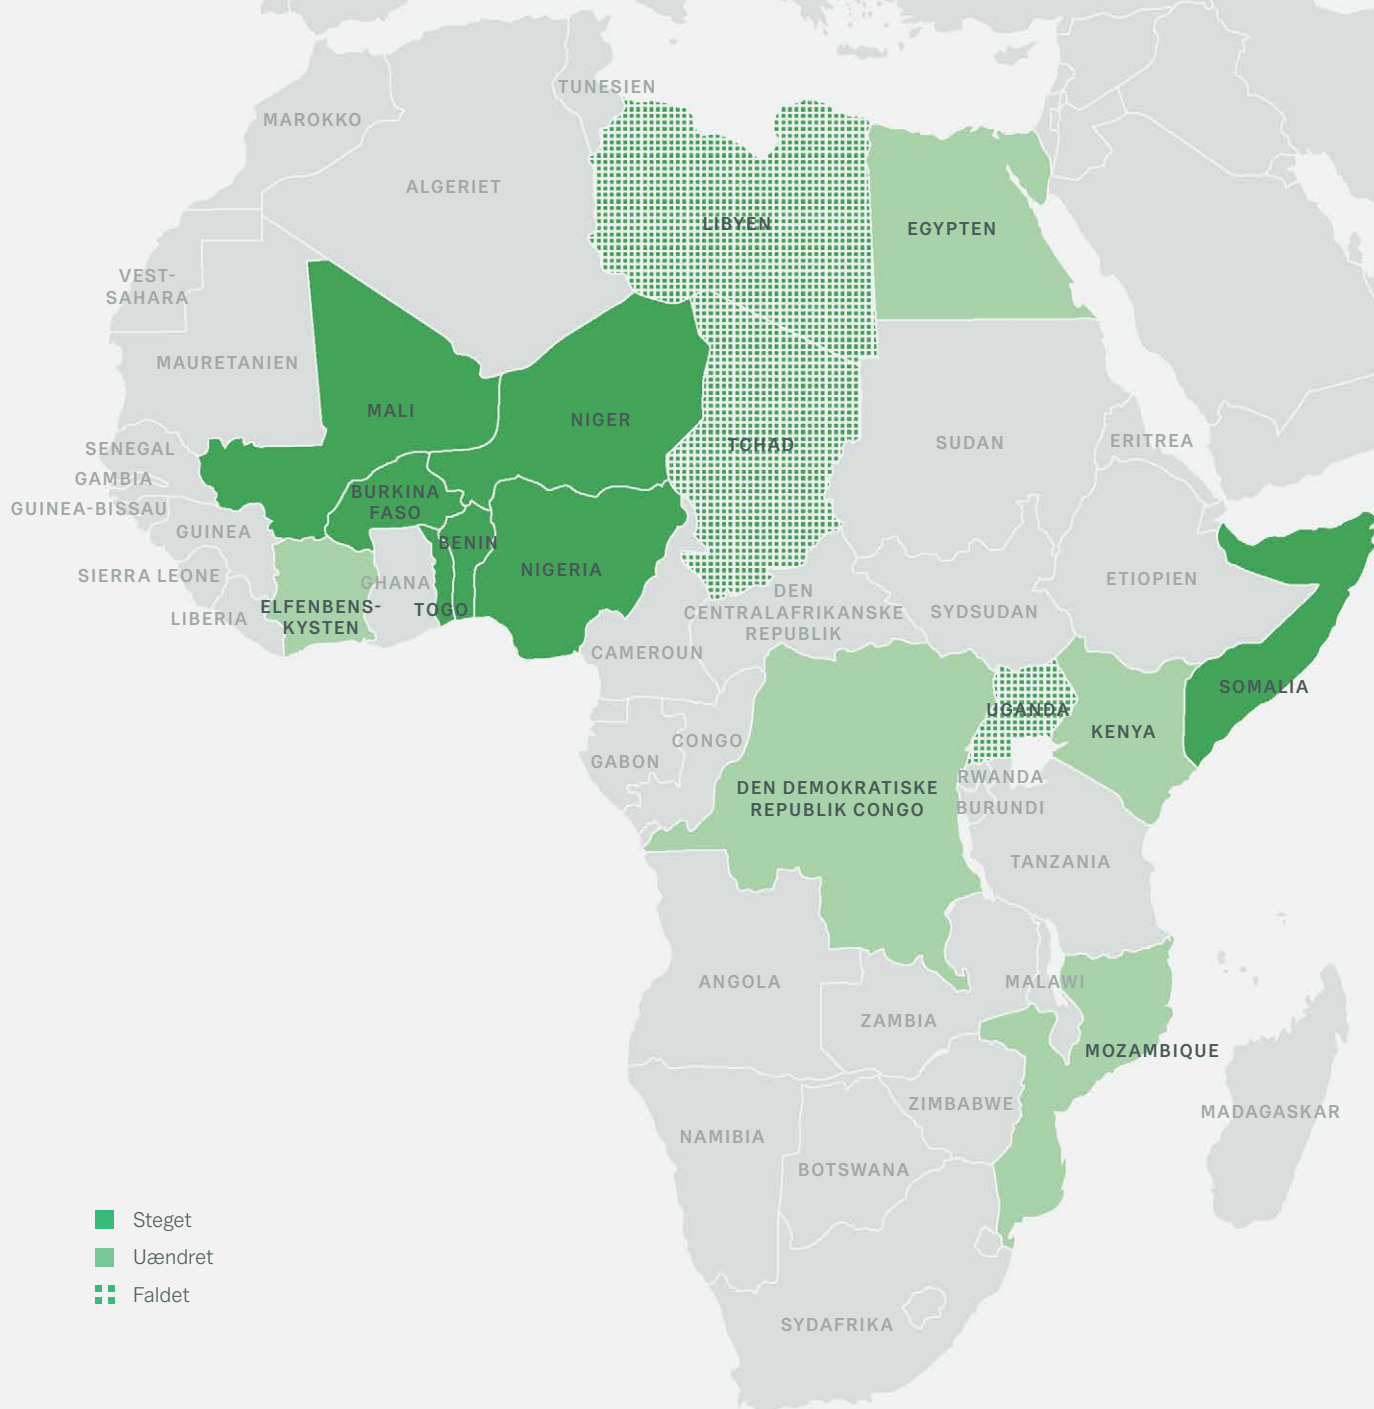 TUNESIEN
MAROKKO
ALGERIET
LIBYEN
EGYPTEN
VEST-
SAHARA
MAURETANIEN
MALI
NIGER
TCHAD
SUDAN
ERITREA
SENEGAL
GAMBIA
GUINEA-BISSAU
GUINEA
BURKINA
FASO
BENIN
NIGERIA
SIERRA LEONE
GHANA
ETIOPIEN
LIBERIA
ELFENBENS-
KYSTEN
TOGO
DEN
CENTRALAFRIKANSKE
REPUBLIK
SYDSUDAN
CAMEROUN
SOMALIA
UGANDA
KENYA
CONGO
GABON
RWANDA
DEN DEMOKRATISKE
REPUBLIK CONGO
BURUNDI
TANZANIA
ANGOLA
MALAWI
ZAMBIA
MOZAMBIQUE
ZIMBABWE
MADAGASKAR
NAMIBIA
BOTSWANA
SYDAFRIKA
Steget
Uændret
Faldet